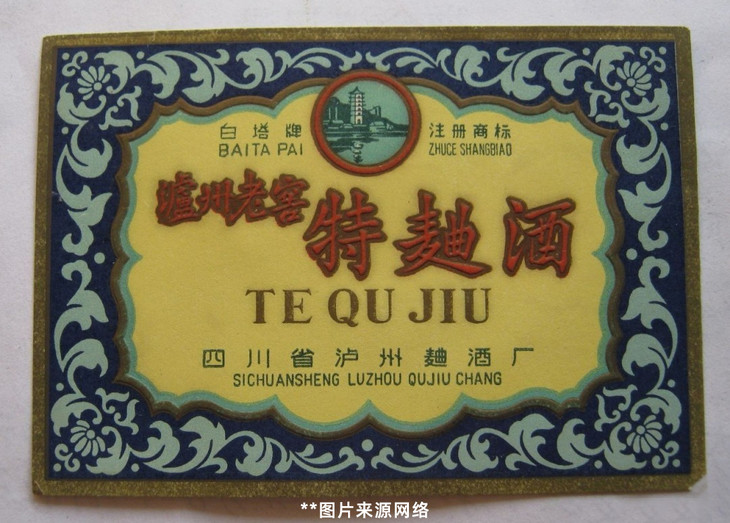 白塔牌 注册商标
BAITA PAI ZHUCE SHANGBIAO
瀘州老窖 特麯酒
TE QU JIU
四川省泸州麯酒厂
SICHUANSHENG LUZHOU QUJIU CHANG
**图片来源网络